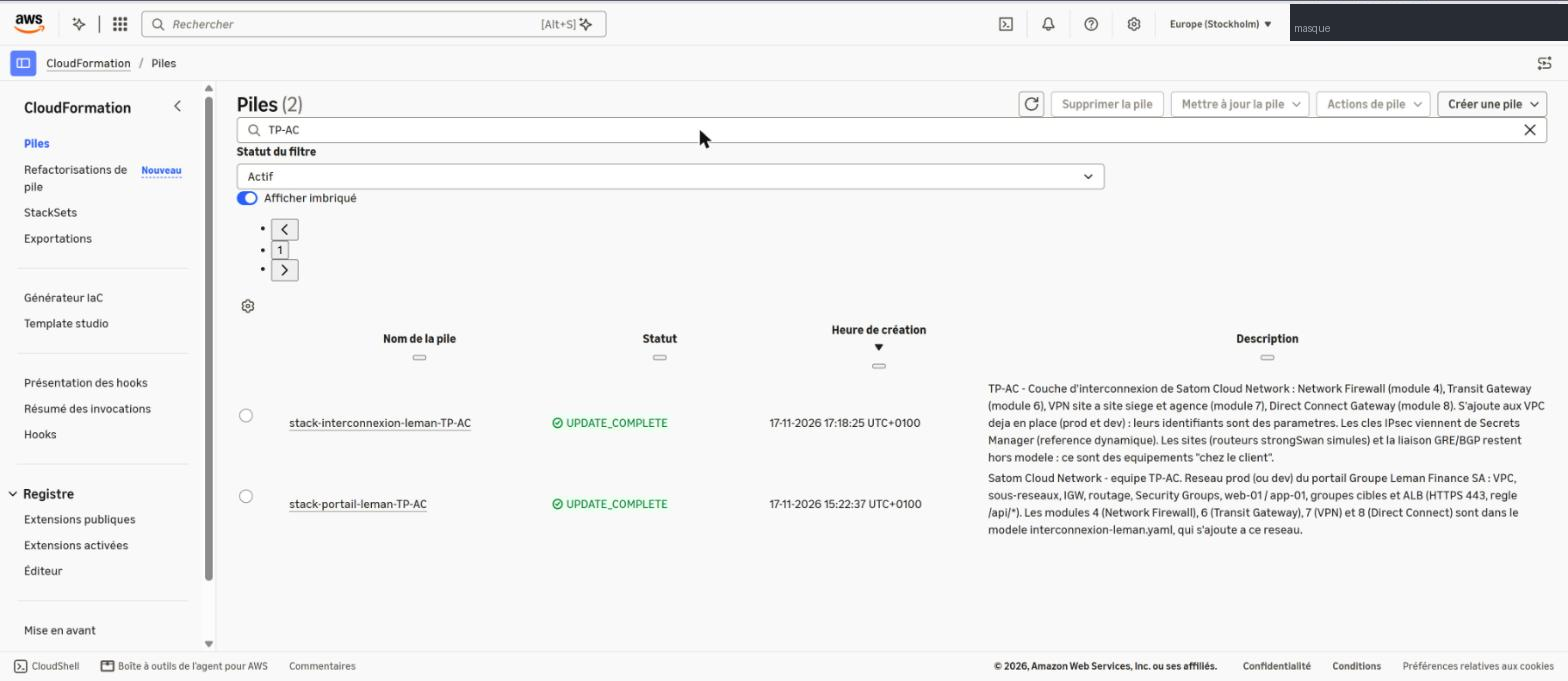 aws
Rechercher
[Alt+S]
Europe (Stockholm)
masque
CloudFormation / Piles
CloudFormation
Piles
Refactorisations de pile
Nouveau
StackSets
Exportations
Générateur IaC
Template studio
Présentation des hooks
Résumé des invocations
Hooks
Registre
Extensions publiques
Extensions activées
Éditeur
Mise en avant
Piles (2)
Supprimer la pile
Mettre à jour la pile
Actions de pile
Créer une pile
TP-AC
Statut du filtre
Actif
Afficher imbriqué
1
Nom de la pile
Statut
Heure de création
Description
stack-interconnexion-leman-TP-AC
UPDATE_COMPLETE
17-11-2026 17:18:25 UTC+0100
TP-AC - Couche d'interconnexion de Satom Cloud Network : Network Firewall (module 4), Transit Gateway
(module 6), VPN site a site siege et agence (module 7), Direct Connect Gateway (module 8). S'ajoute aux VPC
deja en place (prod et dev) : leurs identifiants sont des parametres. Les cles IPsec viennent de Secrets
Manager (reference dynamique). Les sites (routeurs strongSwan simules) et la liaison GRE/BGP restent
hors modele : ce sont des equipements "chez le client".
stack-portail-leman-TP-AC
UPDATE_COMPLETE
17-11-2026 15:22:37 UTC+0100
Satom Cloud Network - equipe TP-AC. Reseau prod (ou dev) du portail Groupe Leman Finance SA : VPC,
sous-reseaux, IGW, routage, Security Groups, web-01 / app-01, groupes cibles et ALB (HTTPS 443, regle
/api/*). Les modules 4 (Network Firewall), 6 (Transit Gateway), 7 (VPN) et 8 (Direct Connect) sont dans le
modele interconnexion-leman.yaml, qui s'ajoute a ce reseau.
CloudShell
Boîte à outils de l'agent pour AWS
Commentaires
© 2026, Amazon Web Services, Inc. ou ses affiliés.
Confidentialité
Conditions
Préférences relatives aux cookies